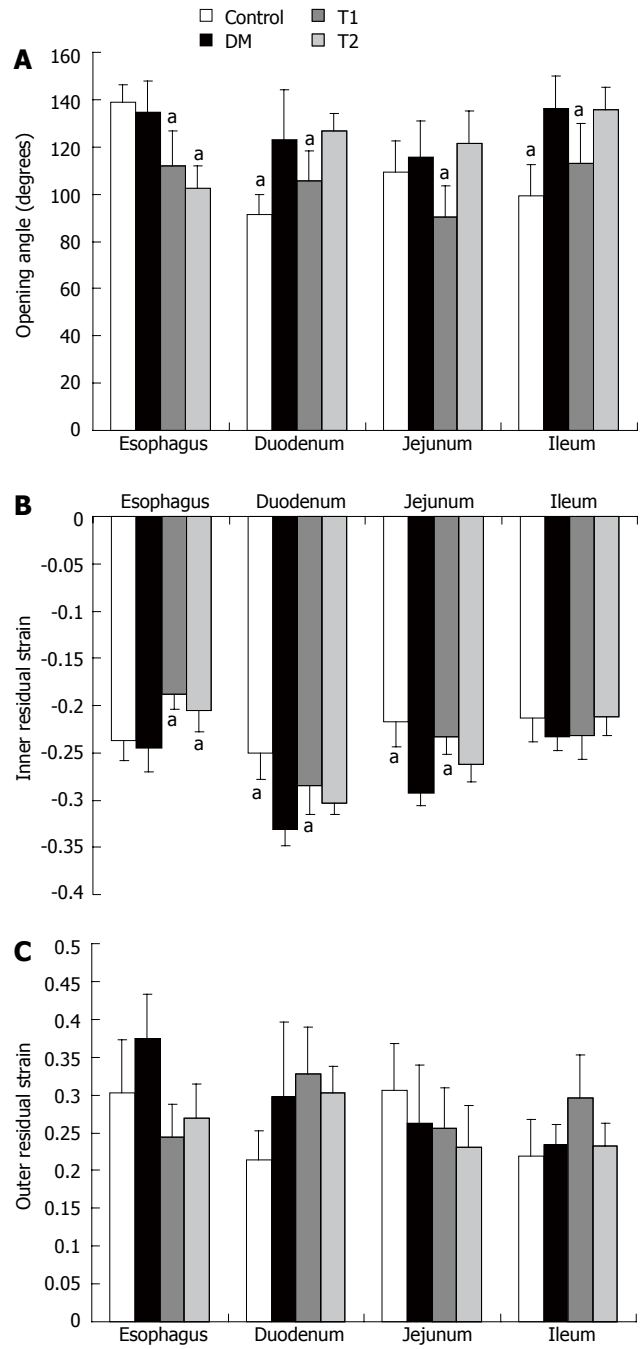 Control T1
DM T2
A
160
140
120
100
80
60
40
20
0
Opening angle (degrees)
a a a a a a a
Esophagus Duodenum Jejunum Ileum
B
Esophagus Duodenum Jejunum Ileum
0
-0.05
-0.1
-0.15
-0.2
-0.25
-0.3
-0.35
-0.4
Inner residual strain
a a a a a a
C
0.5
0.45
0.4
0.35
0.3
0.25
0.2
0.15
0.1
0.05
0
Outer residual strain
Esophagus Duodenum Jejunum Ileum